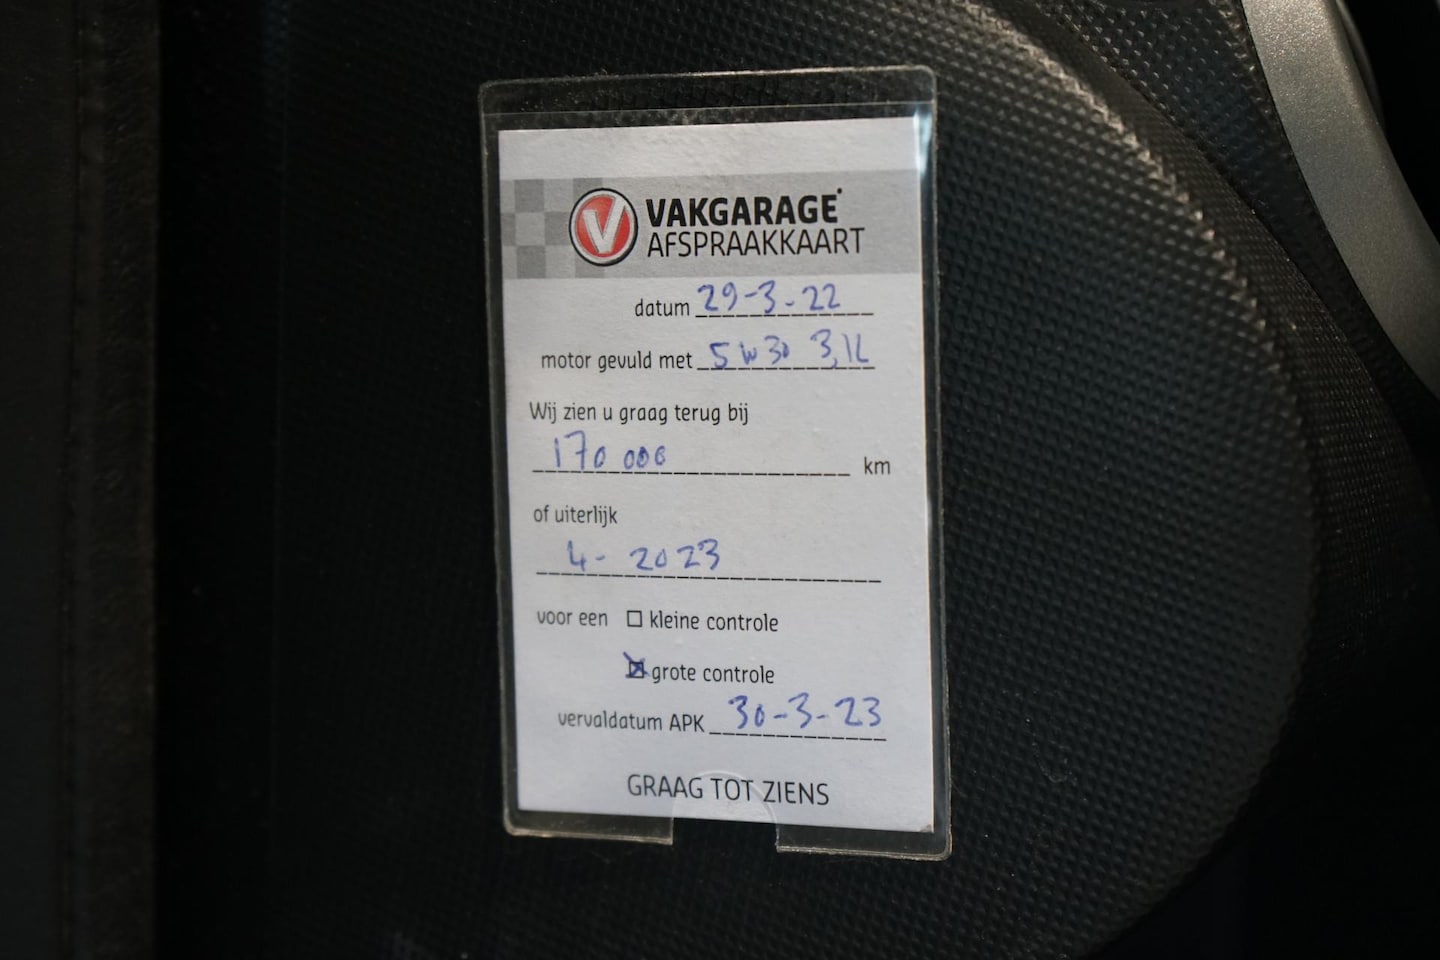 V VAKGARAGE
AFSPRAAKKAART
datum 29-3-22
motor gevuld met 5W30 3,1L
Wij zien u graag terug bij
170 000 km
of uiterlijk
4-2023
voor een ☐ kleine controle
☒ grote controle
vervaldatum APK 30-3-23
GRAAG TOT ZIENS